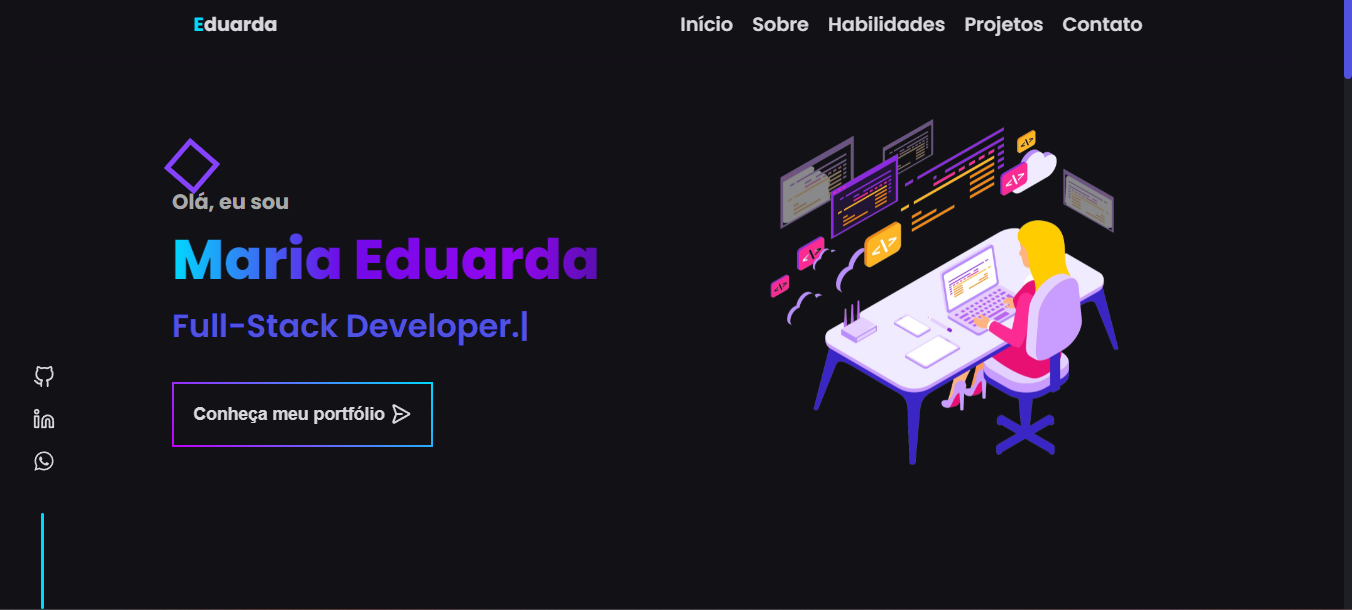 Eduarda
Início Sobre Habilidades Projetos Contato
Olá, eu sou
Maria Eduarda
Full-Stack Developer.|
Conheça meu portfólio